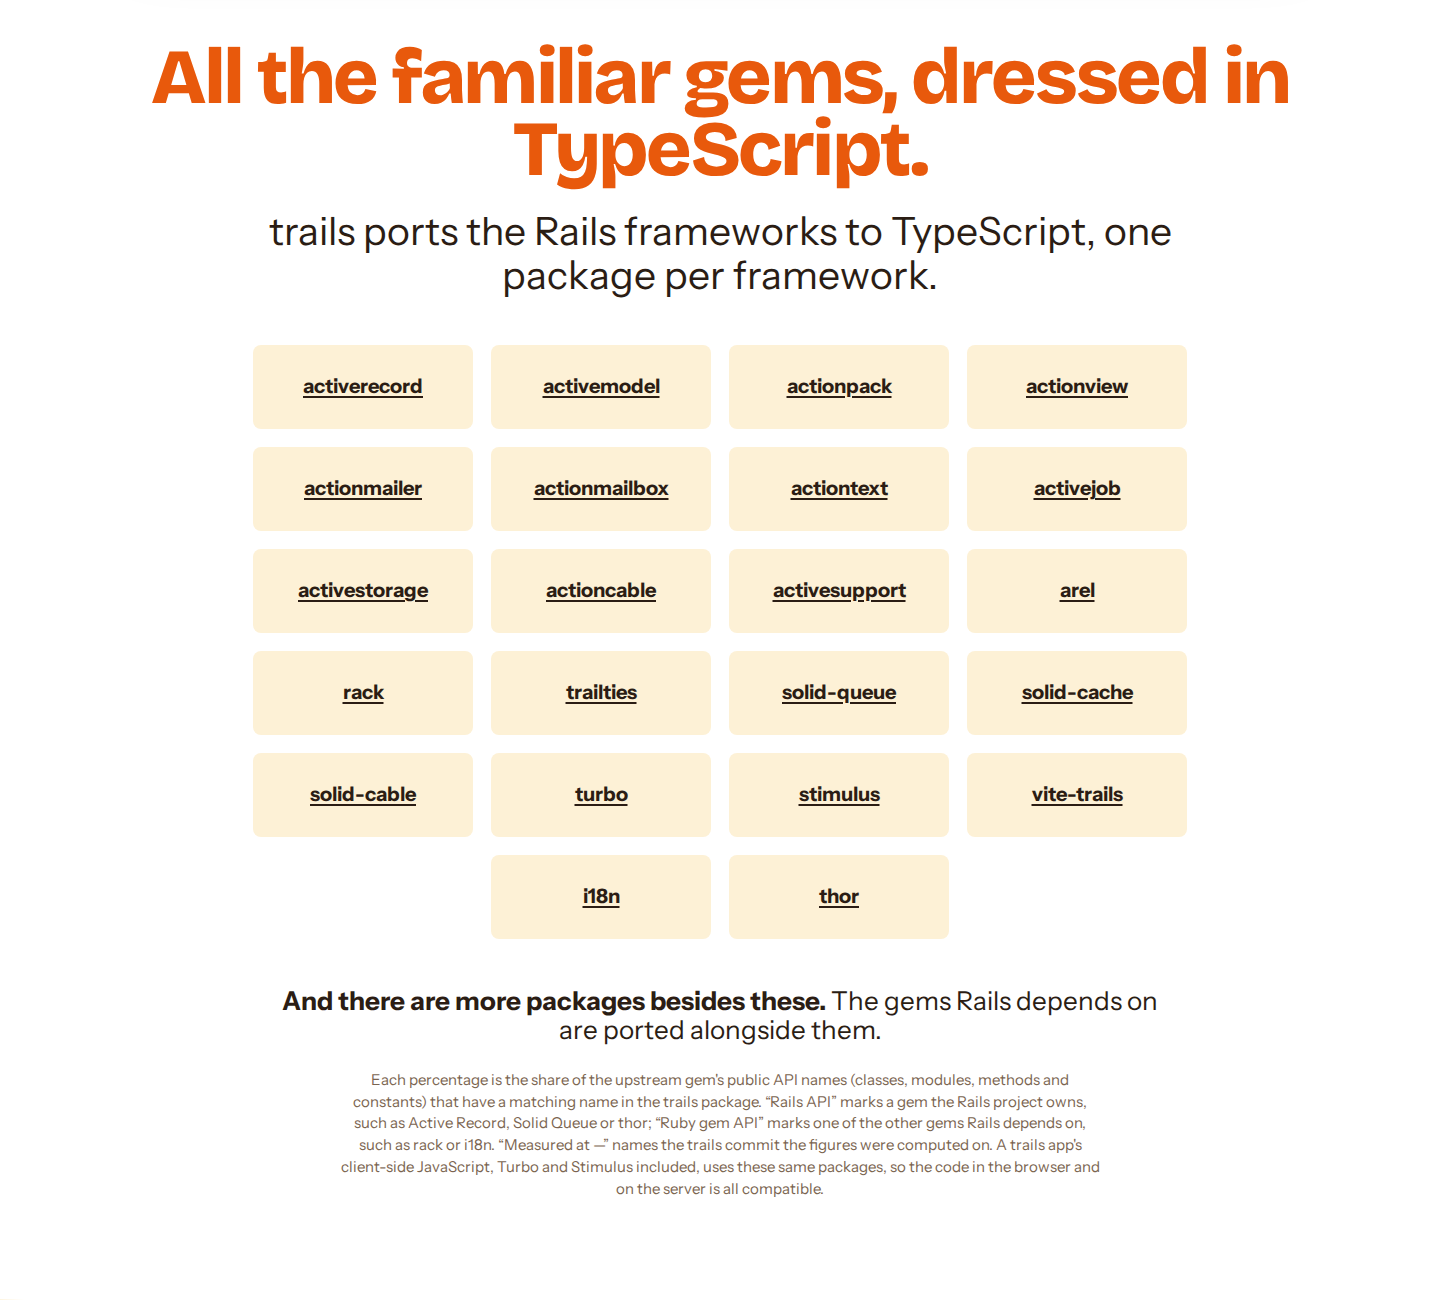 All the familiar gems, dressed in
TypeScript.
trails ports the Rails frameworks to TypeScript, one
package per framework.
activerecord
activemodel
actionpack
actionview
actionmailer
actionmailbox
actiontext
activejob
activestorage
actioncable
activesupport
arel
rack
trailties
solid-queue
solid-cache
solid-cable
turbo
stimulus
vite-trails
i18n
thor
And there are more packages besides these. The gems Rails depends on
are ported alongside them.
Each percentage is the share of the upstream gem’s public API names (classes, modules, methods and
constants) that have a matching name in the trails package. “Rails API” marks a gem the Rails project owns,
such as Active Record, Solid Queue or thor; “Ruby gem API” marks one of the other gems Rails depends on,
such as rack or i18n. “Measured at —” names the trails commit the figures were computed on. A trails app’s
client-side JavaScript, Turbo and Stimulus included, uses these same packages, so the code in the browser and
on the server is all compatible.